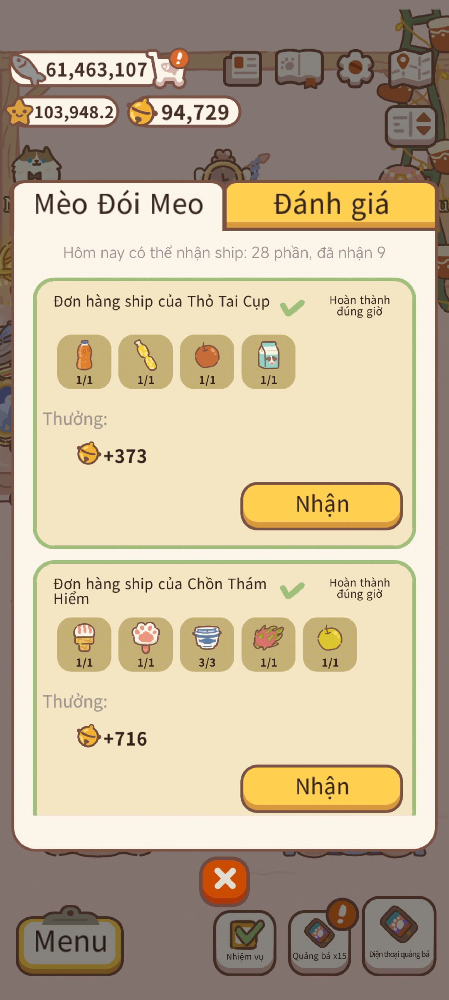 61,463,107
103,948.2
94,729
Mèo Đói Meo
Đánh giá
Hôm nay có thể nhận ship: 28 phần, đã nhận 9
Đơn hàng ship của Thỏ Tai Cụp
Hoàn thành
đúng giờ
1/1
1/1
1/1
1/1
Thưởng:
+373
Nhận
Đơn hàng ship của Chồn Thám
Hiểm
Hoàn thành
đúng giờ
1/1
1/1
3/3
1/1
1/1
Thưởng:
+716
Nhận
Menu
Nhiệm vụ
Quảng bá x15
Điện thoại quảng bá